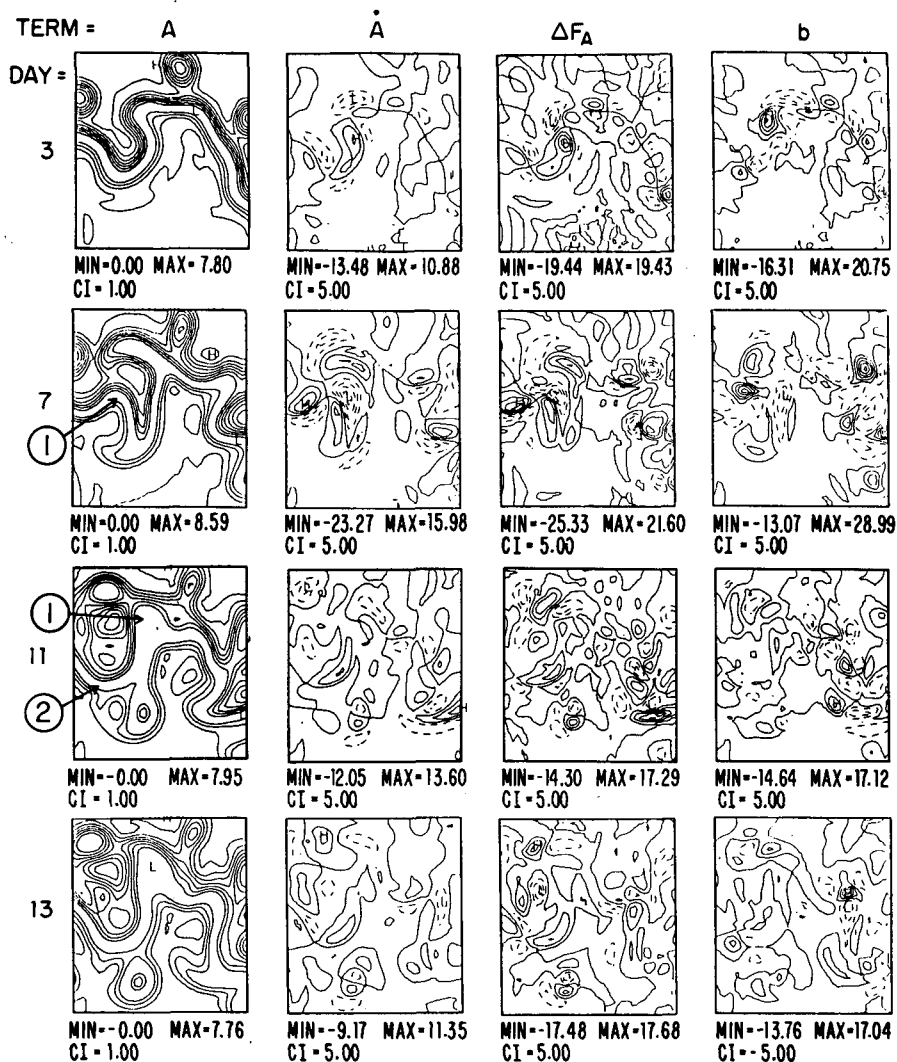 TERM = A Ȧ ΔF_A b
DAY =
3
MIN=0.00 MAX=7.80 MIN=-13.48 MAX=10.88 MIN=-19.44 MAX=19.43 MIN=-16.31 MAX=20.75
CI=1.00 CI=5.00 CI=5.00 CI=5.00
H
7
1
MIN=0.00 MAX=8.59 MIN=-23.27 MAX=15.98 MIN=-25.33 MAX=21.60 MIN=-13.07 MAX=28.99
CI=1.00 CI=5.00 CI=5.00 CI=5.00
1
11
2
MIN=-0.00 MAX=7.95 MIN=-12.05 MAX=13.60 MIN=-14.30 MAX=17.29 MIN=-14.64 MAX=17.12
CI=1.00 CI=5.00 CI=5.00 CI=5.00
H H
L
13
MIN=-0.00 MAX=7.76 MIN=-9.17 MAX=11.35 MIN=-17.48 MAX=17.68 MIN=-13.76 MAX=17.04
CI=1.00 CI=5.00 CI=5.00 CI=-5.00